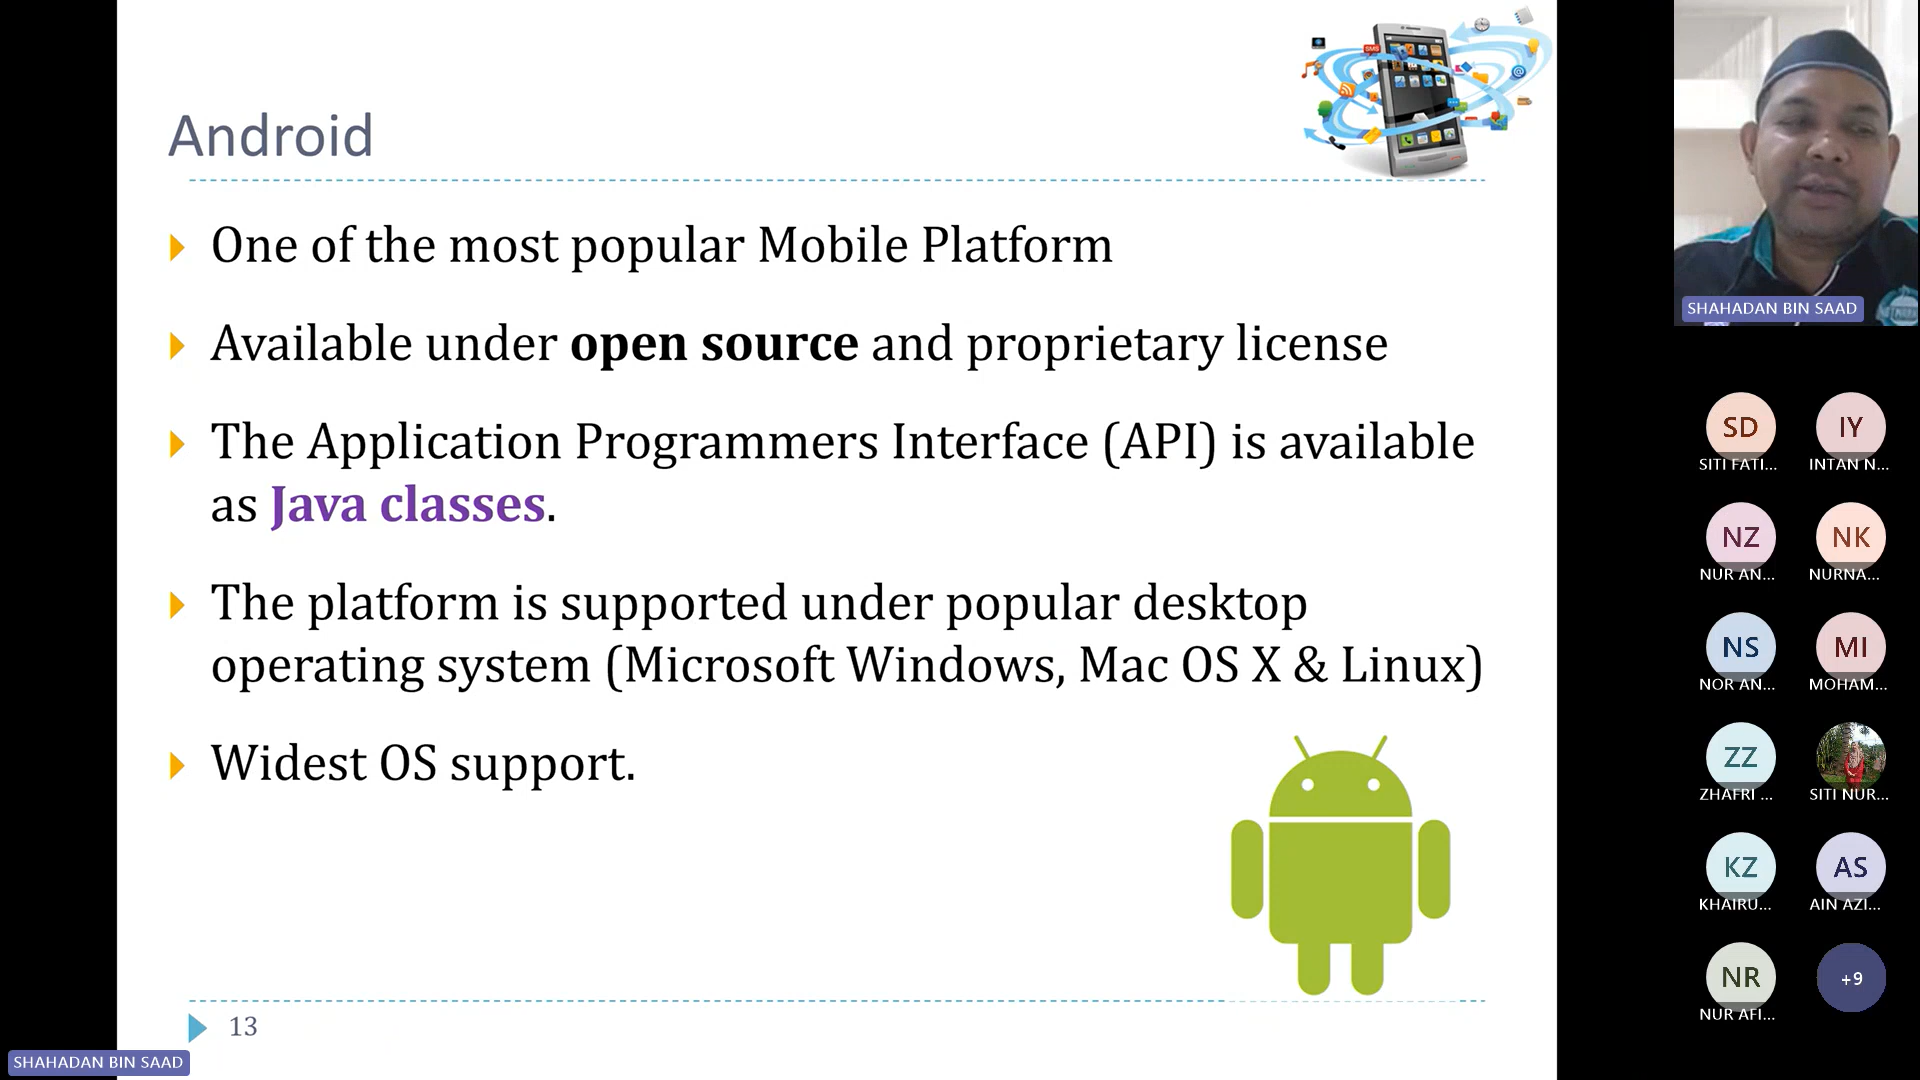 Android
One of the most popular Mobile Platform
Available under open source and proprietary license
The Application Programmers Interface (API) is available
as Java classes.
The platform is supported under popular desktop
operating system (Microsoft Windows, Mac OS X & Linux)
Widest OS support.
13
SHAHADAN BIN SAAD
SHAHADAN BIN SAAD
SD
IY
SITI FATI...
INTAN N...
NZ
NK
NUR AN...
NURNA...
NS
MI
NOR AN...
MOHAM...
ZZ
ZHAFRI ...
SITI NUR...
KZ
AS
KHAIRU...
AIN AZI...
NR
+9
NUR AFI...
SMS